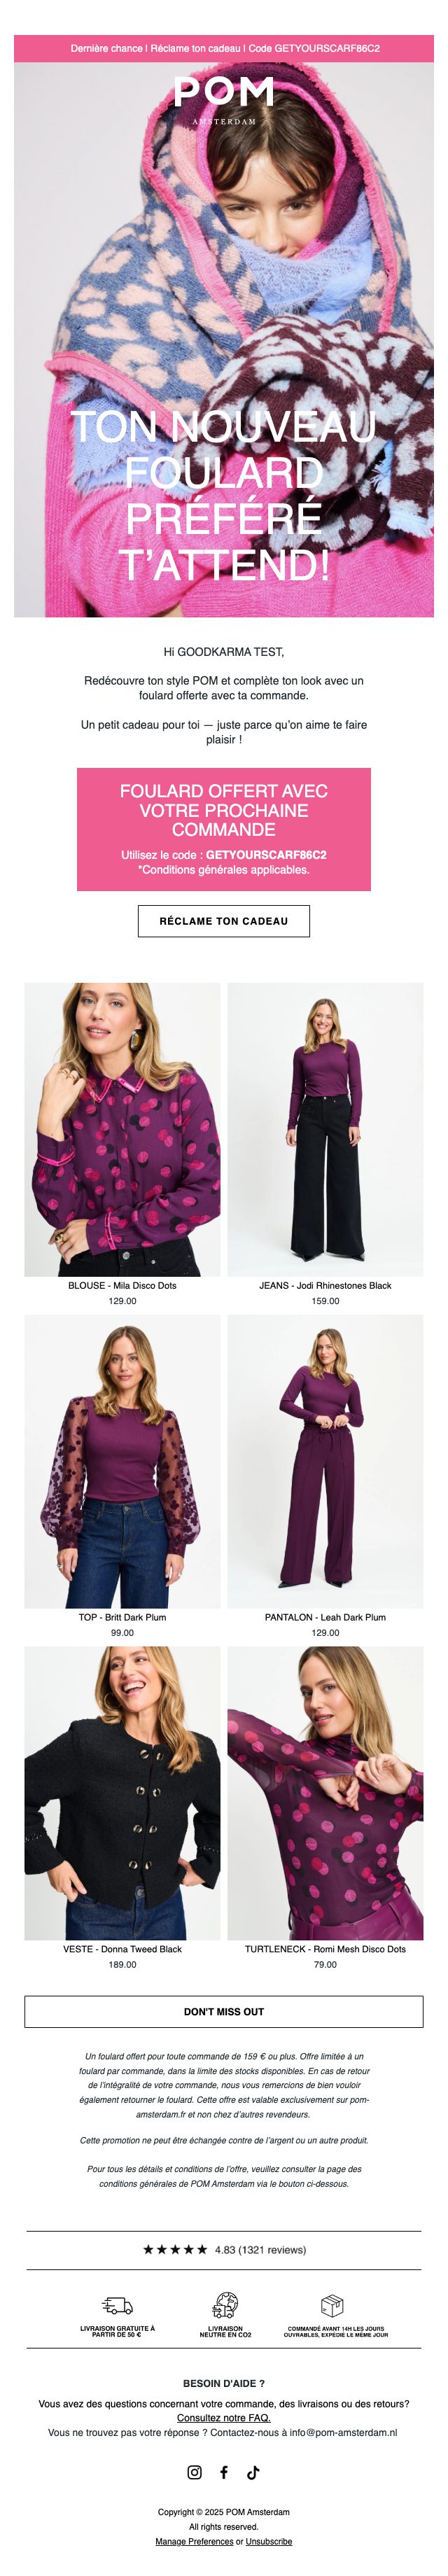 Dernière chance I Réclame ton cadeau I Code GETYOURSCARF86C2
POM
AMSTERDAM
TON NOUVEAU
FOULARD
PRÉFÉRÉ
T'ATTEND!
Hi GOODKARMA TEST,
Redécouvre ton style POM et complète ton look avec un
foulard offerte avec ta commande.
Un petit cadeau pour toi — juste parce qu'on aime te faire
plaisir !
FOULARD OFFERT AVEC
VOTRE PROCHAINE
COMMANDE
Utilisez le code : GETYOURSCARF86C2
*Conditions générales applicables.
RÉCLAME TON CADEAU
BLOUSE - Mila Disco Dots
129.00
JEANS - Jodi Rhinestones Black
159.00
TOP - Britt Dark Plum
99.00
PANTALON - Leah Dark Plum
129.00
VESTE - Donna Tweed Black
189.00
TURTLENECK - Romi Mesh Disco Dots
79.00
DON'T MISS OUT
Un foulard offert pour toute commande de 159 € ou plus. Offre limitée à un
foulard par commande, dans la limite des stocks disponibles. En cas de retour
de l'intégralité de votre commande, nous vous remercions de bien vouloir
également retourner le foulard. Cette offre est valable exclusivement sur pom-
amsterdam.fr et non chez d'autres revendeurs.
Cette promotion ne peut être échangée contre de l'argent ou un autre produit.
Pour tous les détails et conditions de l'offre, veuillez consulter la page des
conditions générales de POM Amsterdam via le bouton ci-dessous.
4.83 (1321 reviews)
LIVRAISON GRATUITE À
PARTIR DE 50 €
LIVRAISON
NEUTRE EN CO2
COMMANDÉ AVANT 14H LES JOURS
OUVRABLES, EXPÉDIÉ LE MÊME JOUR
BESOIN D'AIDE ?
Vous avez des questions concernant votre commande, des livraisons ou des retours?
Consultez notre FAQ.
Vous ne trouvez pas votre réponse ? Contactez-nous à info@pom-amsterdam.nl
Copyright © 2025 POM Amsterdam
All rights reserved.
Manage Preferences or Unsubscribe